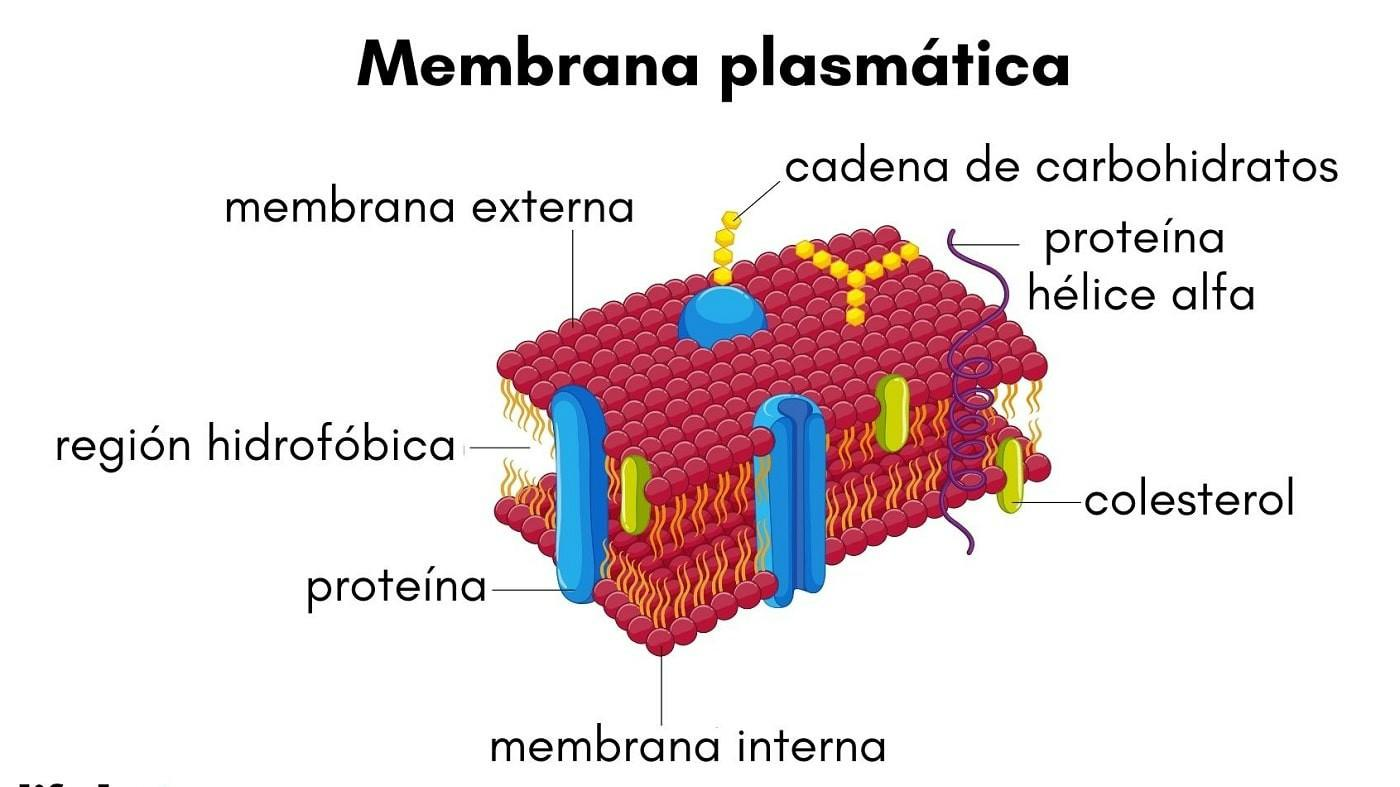 Membrana plasmática
cadena de carbohidratos
membrana externa
proteína
hélice alfa
región hidrofóbica
colesterol
proteína
membrana interna